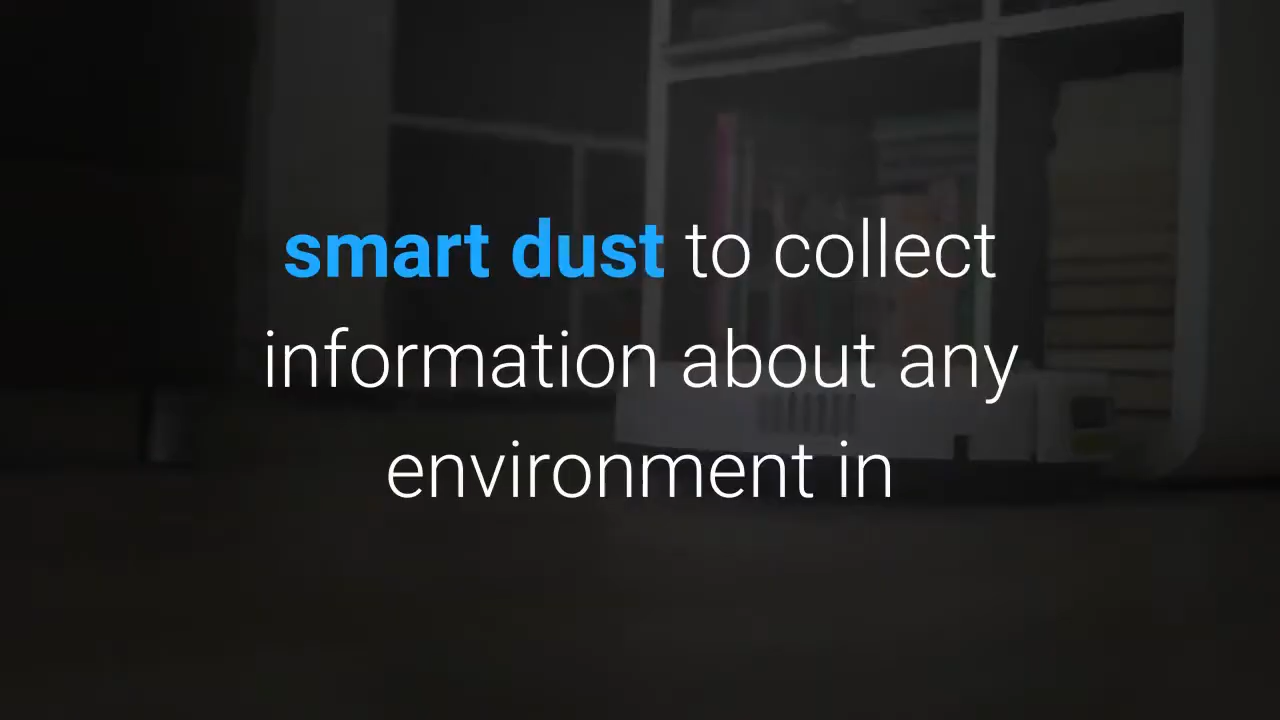 smart dust to collect
information about any
environment in